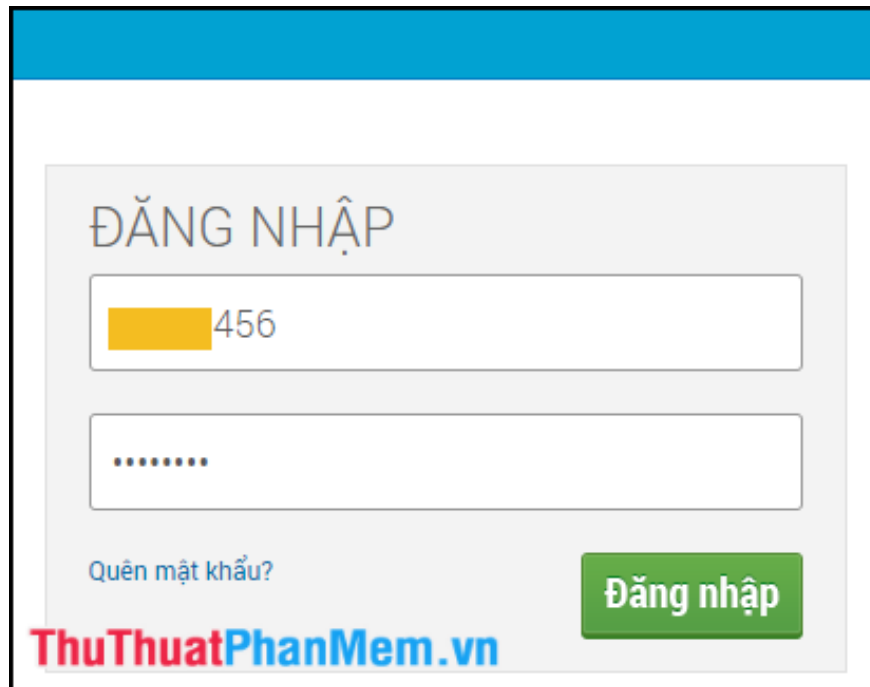 ĐĂNG NHẬP
456
••••••••
Quên mật khẩu?
Đăng nhập
ThuThuatPhanMem.vn